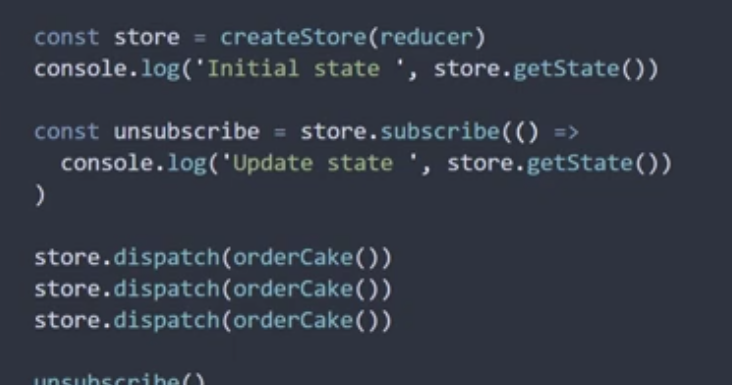 const store = createStore(reducer)
console.log('Initial state ', store.getState())
const unsubscribe = store.subscribe(() =>
console.log('Update state ', store.getState())
)
store.dispatch(orderCake())
store.dispatch(orderCake())
store.dispatch(orderCake())
unsubscribe()